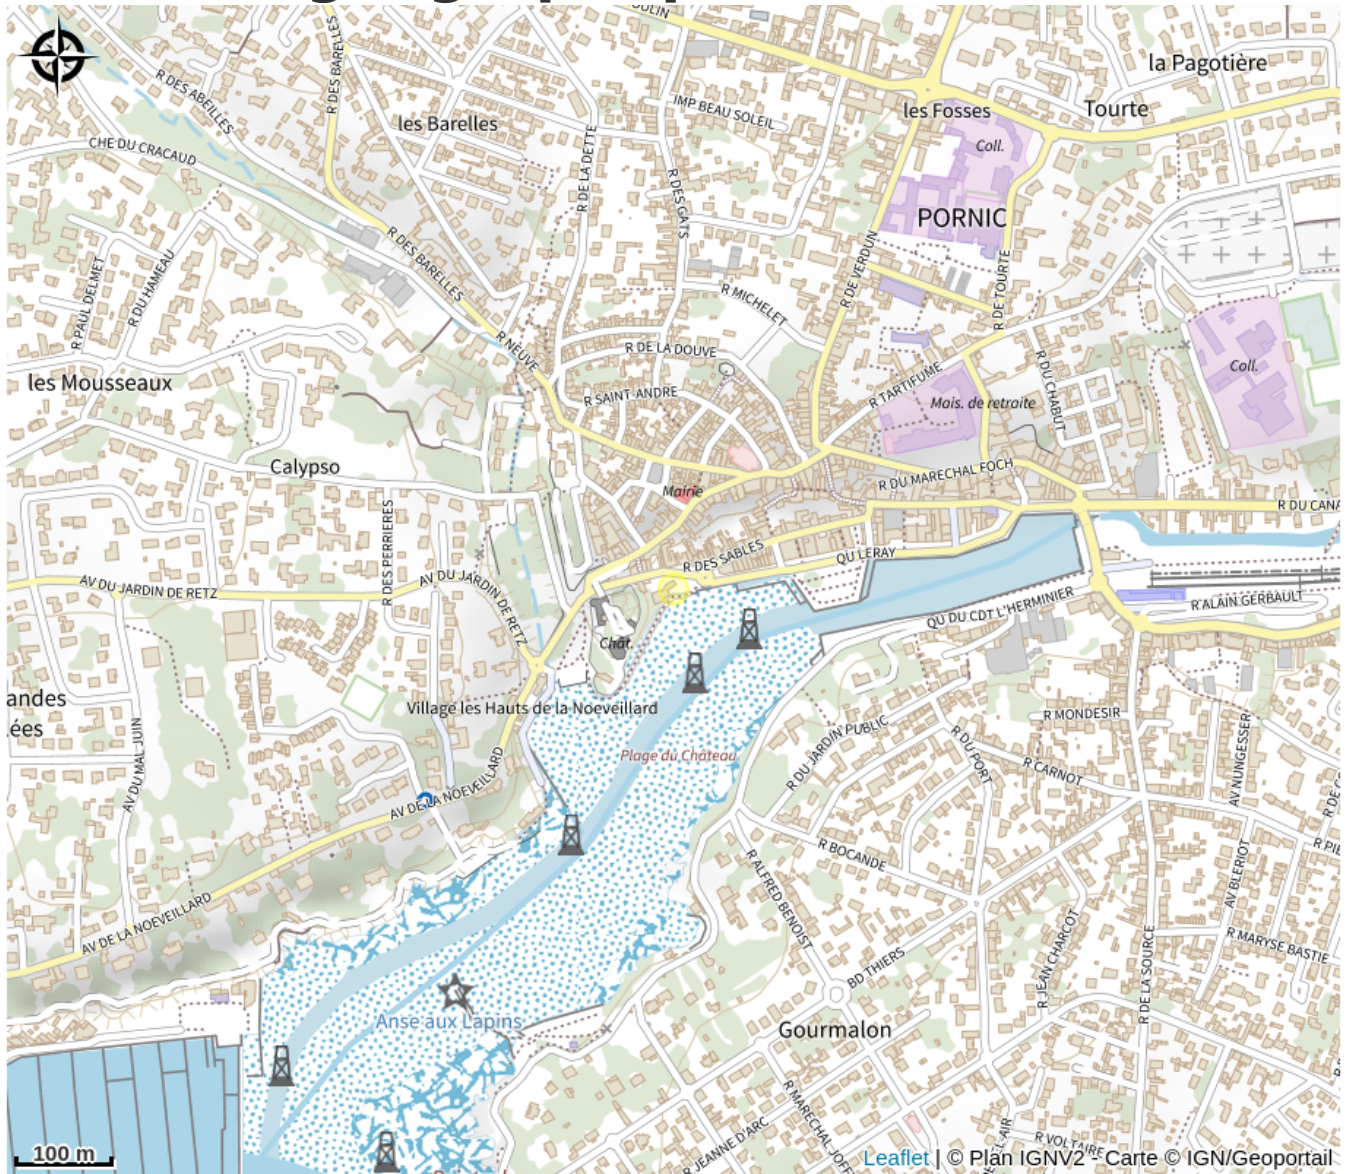 R DES BARELLES
la Pagotière
R DES ABEILLES
les Barelles
IMP BEAU SOLEIL
les Fosses
Tourte
Coll.
CHE DU CRACAUD
R DE LA DETTE
R DES GATS
PORNIC
R DES BARELLES
R DE VERDUN
R DE TOURTE
R PAUL DELMET
R DU HAMEAU
R MICHELET
R NEUVE
R DE LA DOUVE
les Mousseaux
R SAINT-ANDRE
R TARTIFUME
Mais. de retraite
R DU CHABUT
Coll.
Calypso
Mairie
R DU MARECHAL FOCH
R DES PERRIERES
R DU CANA
R DES SABLES
QU LERAY
AV DU JARDIN DE RETZ
AV DU JARDIN DE RETZ
QU DU CDT L'HERMINIER
R ALAIN GERBAULT
Chât.
andes
ées
Village les Hauts de la Noeveillard
R MONDESIR
AV DU MAL JUIN
Plage du Château
R DU JARDIN PUBLIC
R DU PORT
R CARNOT
AV NUNGESSER
AV DE LA NOEVEILLARD
R BOCANDE
R ALFRED BENOIST
AV BLERIOT
AV DE LA NOEVEILLARD
BD THIERS
R JEAN CHARCOT
R DE LA SOURCE
R MARYSE BASTIE
Anse aux Lapins
Gourmalon
R MARECHAL JOFF
R JEANNE D'ARC
R VOLTAIRE
100 m
Leaflet | © Plan IGNV2 - Carte © IGN/Geoportail